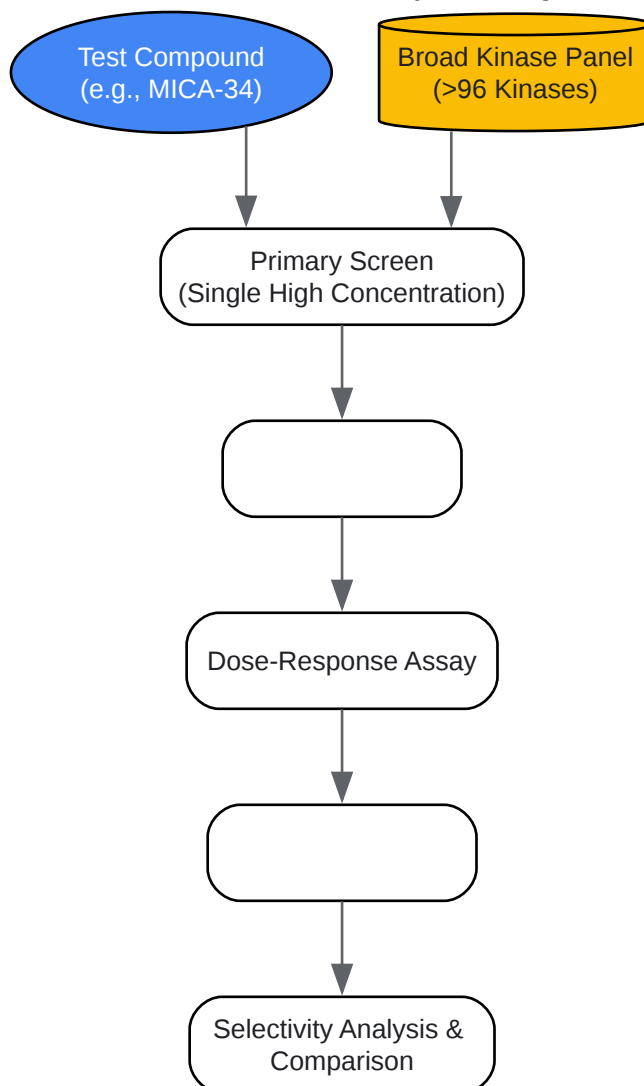 Test Compound
(e.g., MICA-34)
Broad Kinase Panel
(>96 Kinases)
Primary Screen
(Single High Concentration)
Dose-Response Assay
Selectivity Analysis &
Comparison